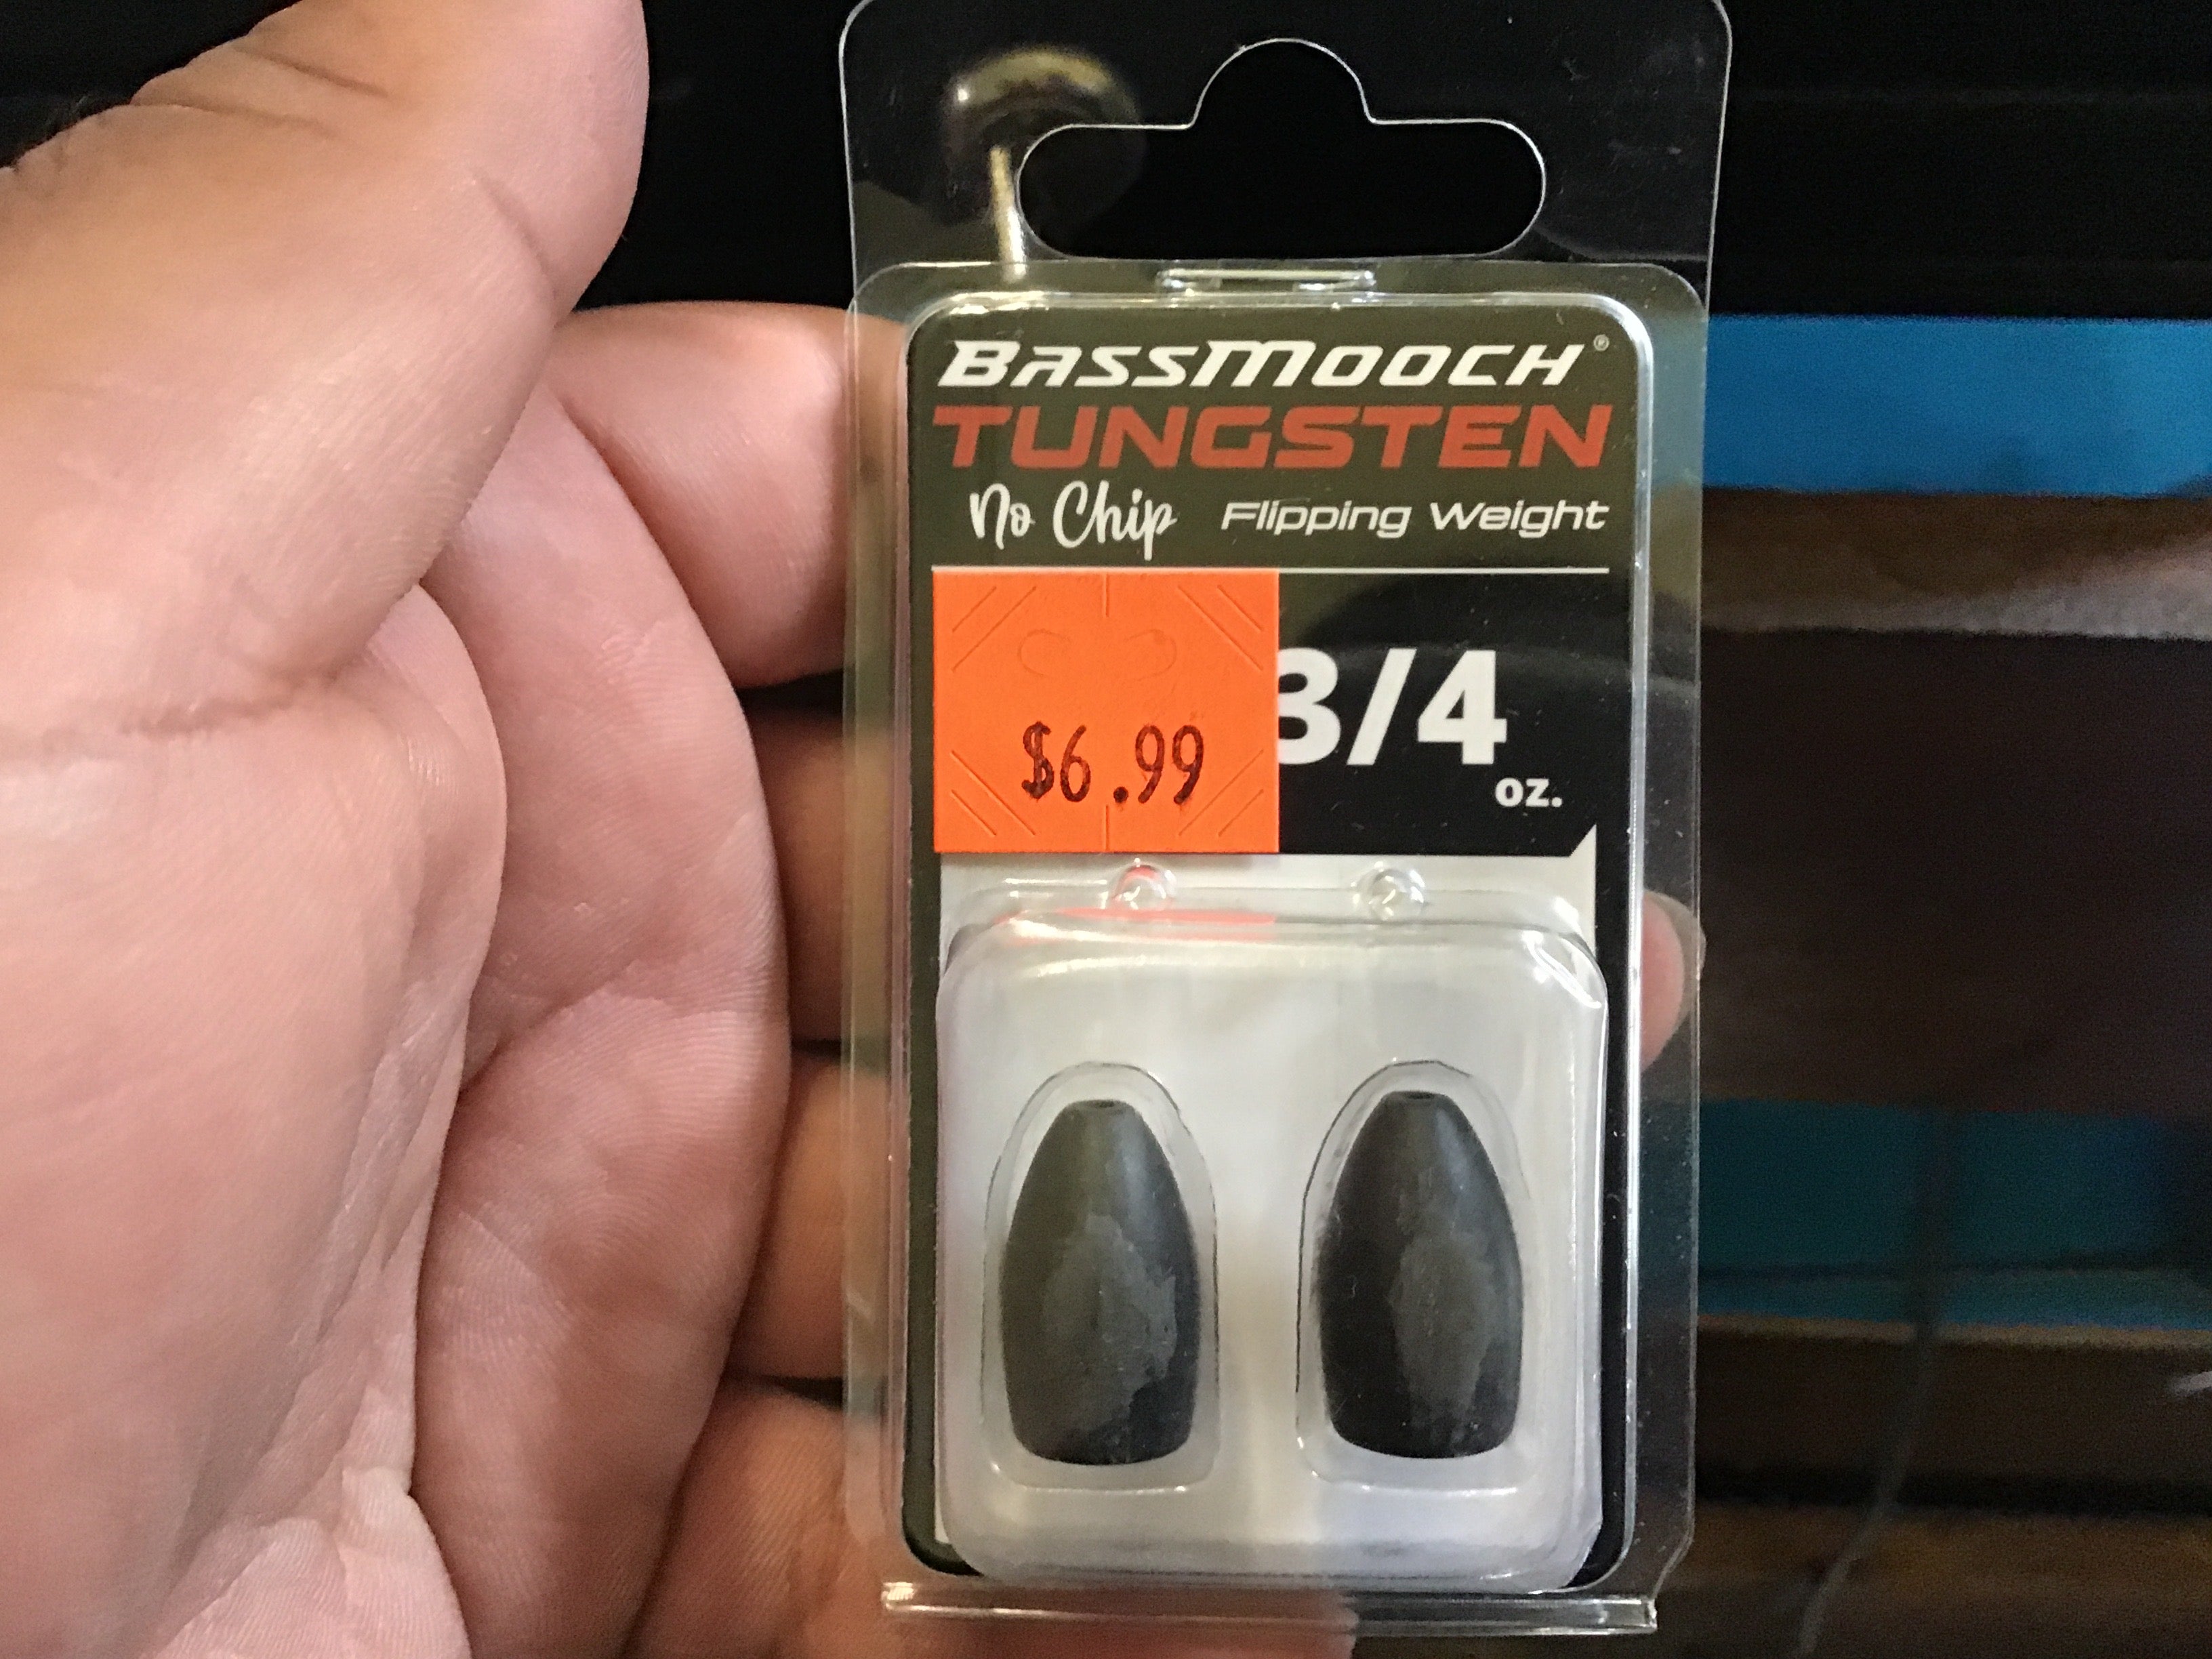 BASSMOOCH®
TUNGSTEN
No Chip Flipping Weight
$6.99
3/4
oz.